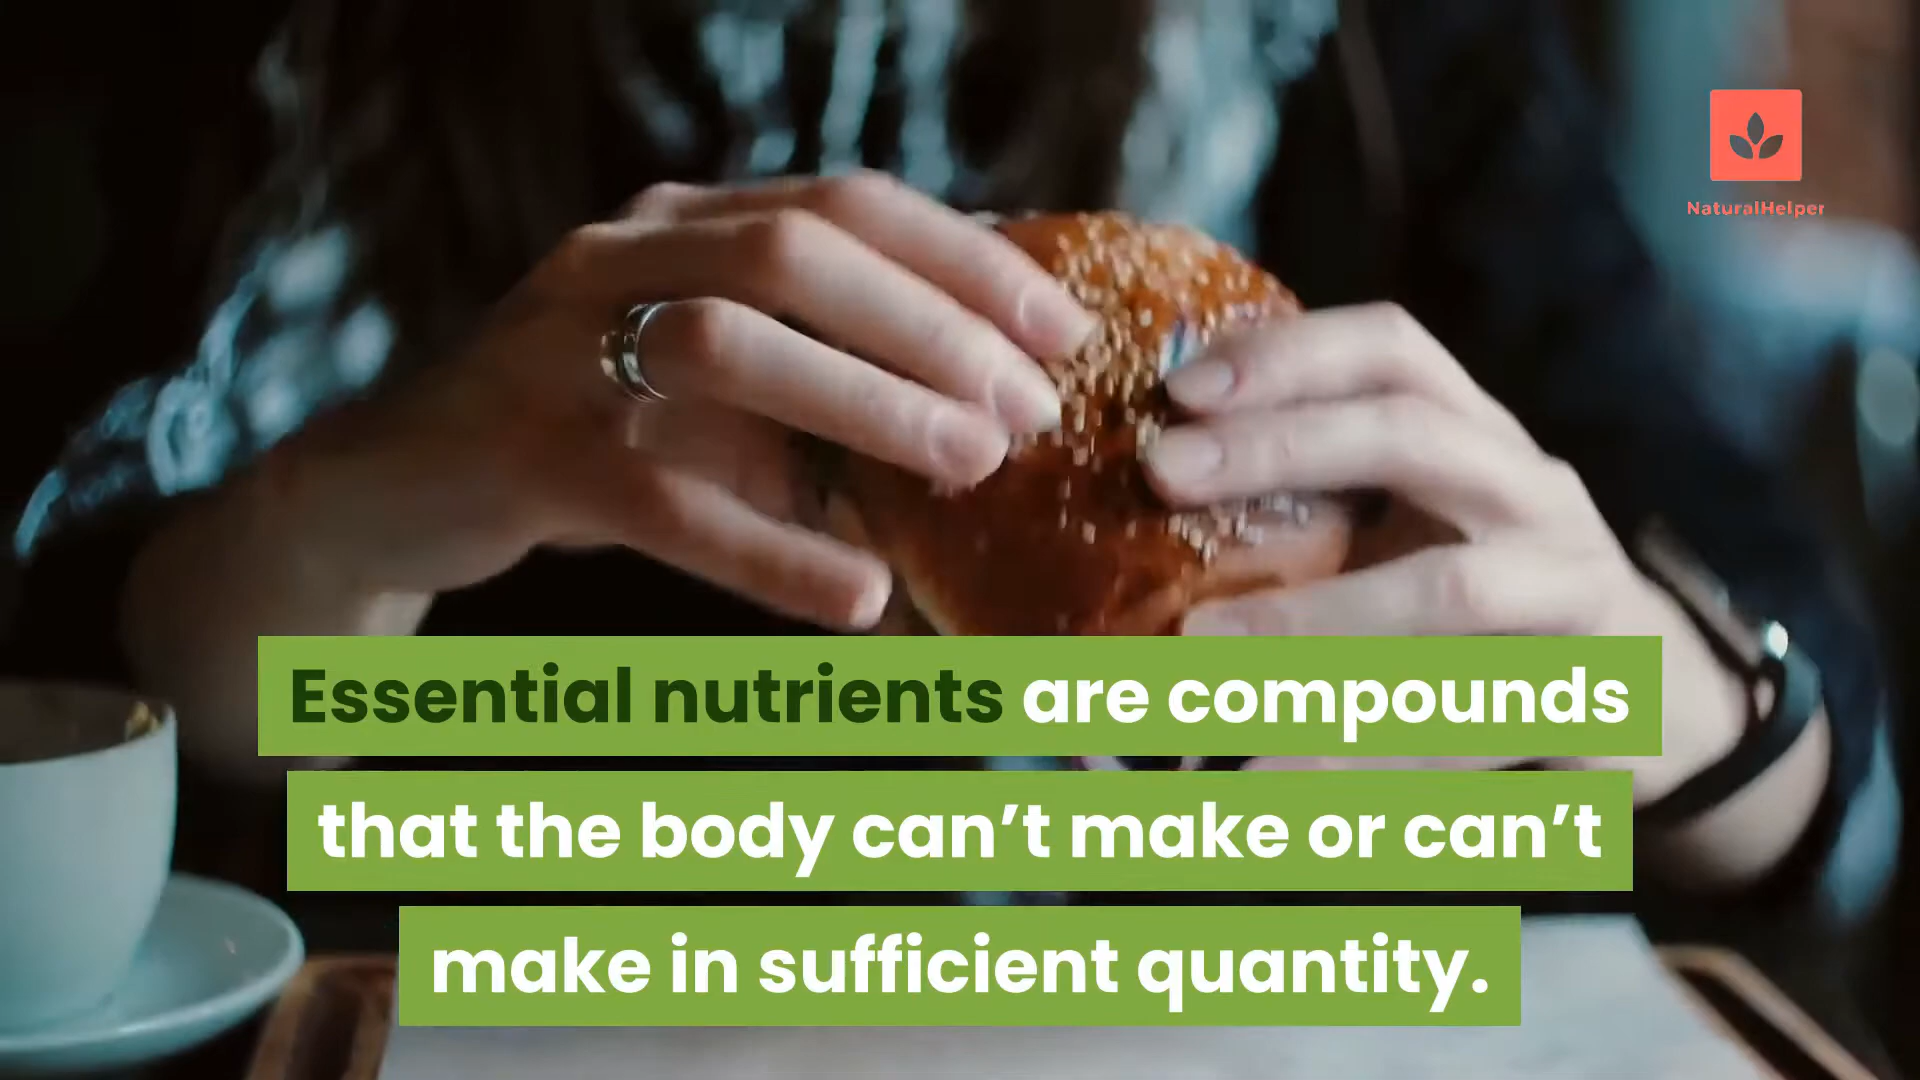 NaturalHelper
Essential nutrients are compounds
that the body can’t make or can’t
make in sufficient quantity.